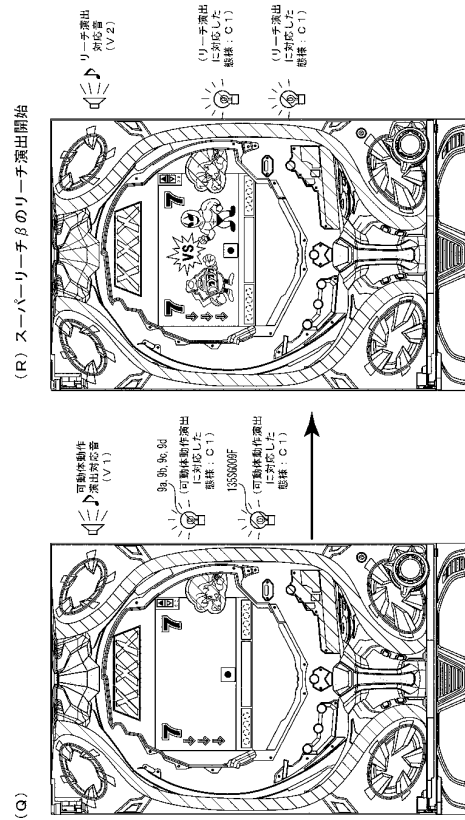 (Q)
可動体動作
演出対応音
(V1)
9a, 9b, 9c, 9d
(可動体動作演出
に対応した
態様:C1)
135SG009F
(可動体動作演出
に対応した
態様:C1)
7
7
(R) スーパーリーチβのリーチ演出開始
リーチ演出
対応音
(V2)
(リーチ演出
に対応した
態様:C1)
(リーチ演出
に対応した
態様:C1)
7
7
VS